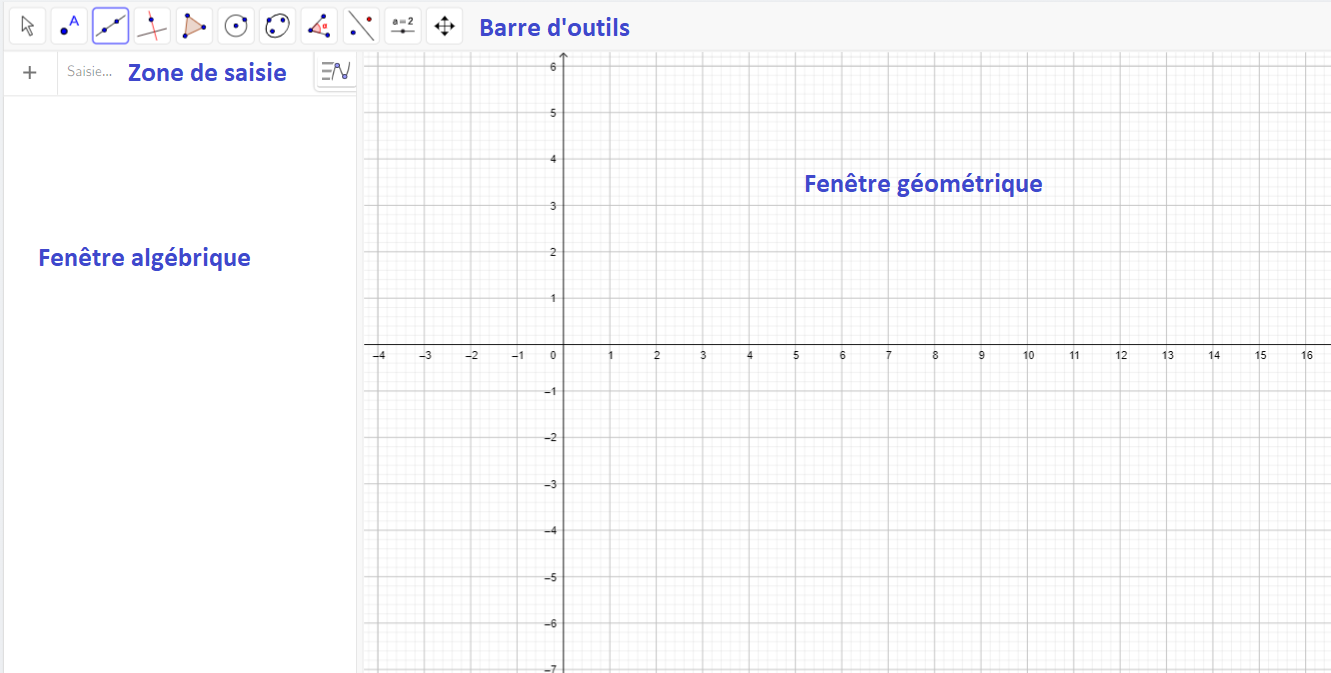 A
α
a = 2
Barre d'outils
+ Saisie... Zone de saisie
Fenêtre géométrique
Fenêtre algébrique
6
5
4
3
2
1
–4 –3 –2 –1 0 1 2 3 4 5 6 7 8 9 10 11 12 13 14 15 16
–1
–2
–3
–4
–5
–6
–7